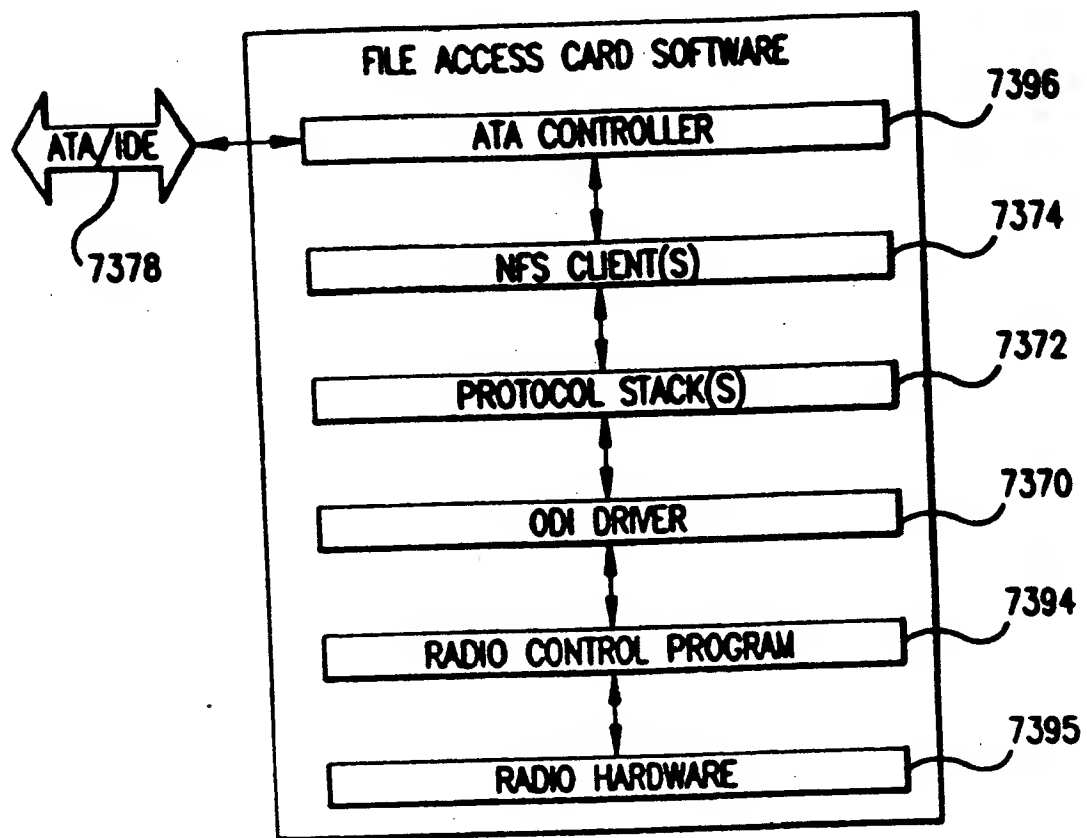 FILE ACCESS CARD SOFTWARE
7396
ATA/IDE
ATA CONTROLLER
7378
7374
NFS CLIENT(S)
7372
PROTOCOL STACK(S)
7370
ODI DRIVER
7394
RADIO CONTROL PROGRAM
7395
RADIO HARDWARE